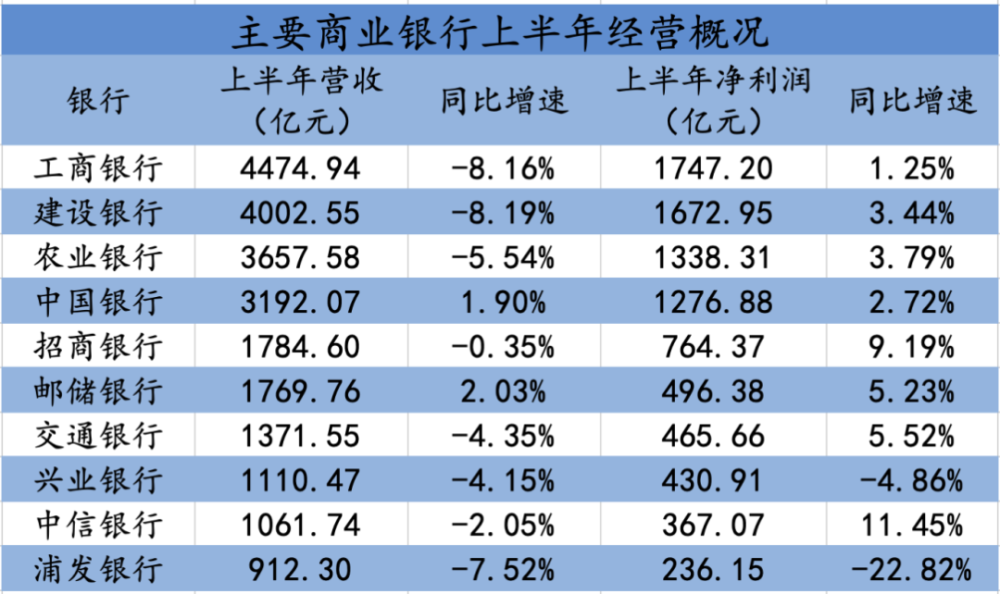 主要商业银行上半年经营概况
银行 上半年营收（亿元） 同比增速 上半年净利润（亿元） 同比增速
工商银行 4474.94 -8.16% 1747.20 1.25%
建设银行 4002.55 -8.19% 1672.95 3.44%
农业银行 3657.58 -5.54% 1338.31 3.79%
中国银行 3192.07 1.90% 1276.88 2.72%
招商银行 1784.60 -0.35% 764.37 9.19%
邮储银行 1769.76 2.03% 496.38 5.23%
交通银行 1371.55 -4.35% 465.66 5.52%
兴业银行 1110.47 -4.15% 430.91 -4.86%
中信银行 1061.74 -2.05% 367.07 11.45%
浦发银行 912.30 -7.52% 236.15 -22.82%